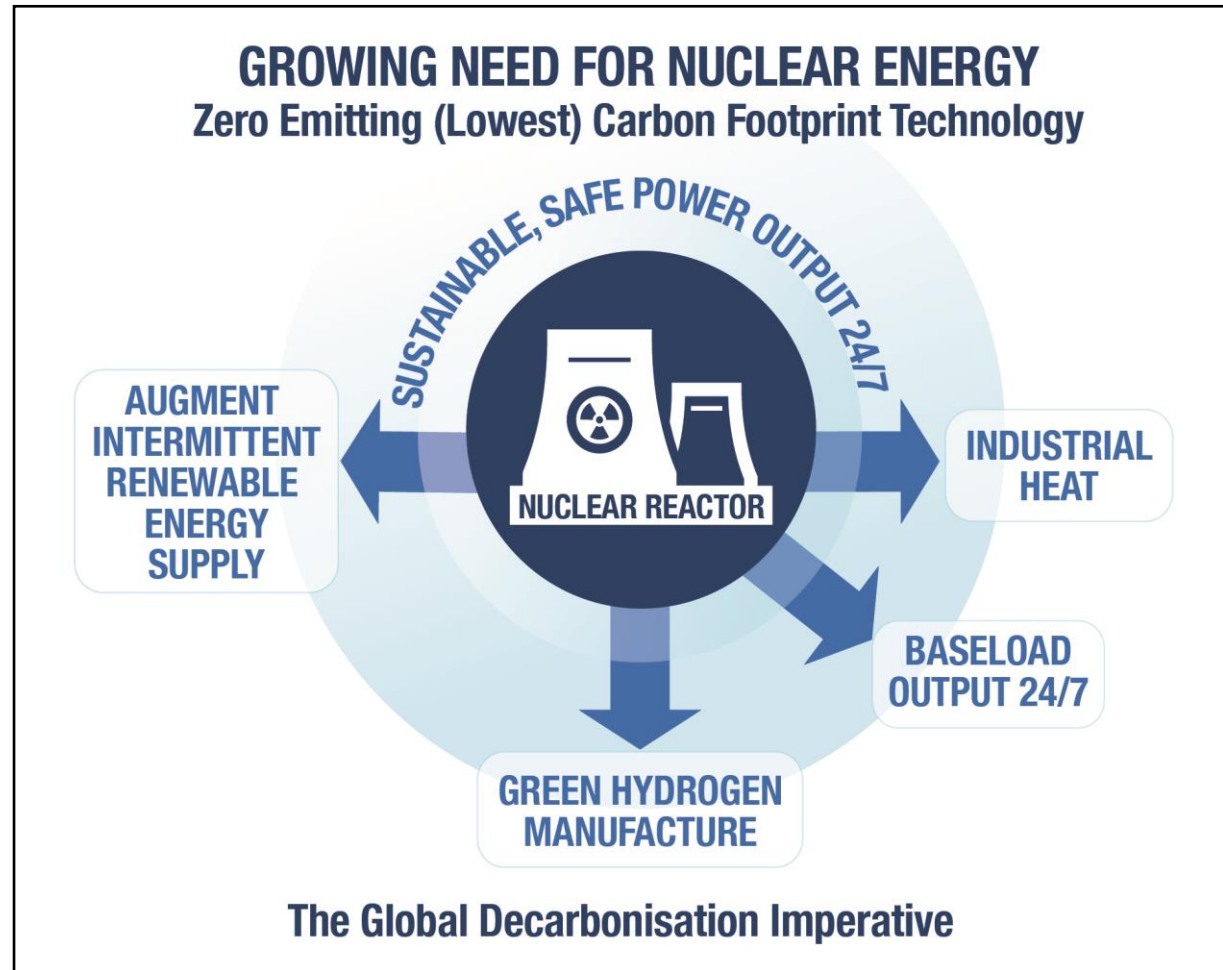 GROWING NEED FOR NUCLEAR ENERGY
Zero Emitting (Lowest) Carbon Footprint Technology
SUSTAINABLE, SAFE POWER OUTPUT 24/7
AUGMENT
INTERMITTENT
RENEWABLE
ENERGY
SUPPLY
NUCLEAR REACTOR
INDUSTRIAL
HEAT
BASELOAD
OUTPUT 24/7
GREEN HYDROGEN
MANUFACTURE
The Global Decarbonisation Imperative